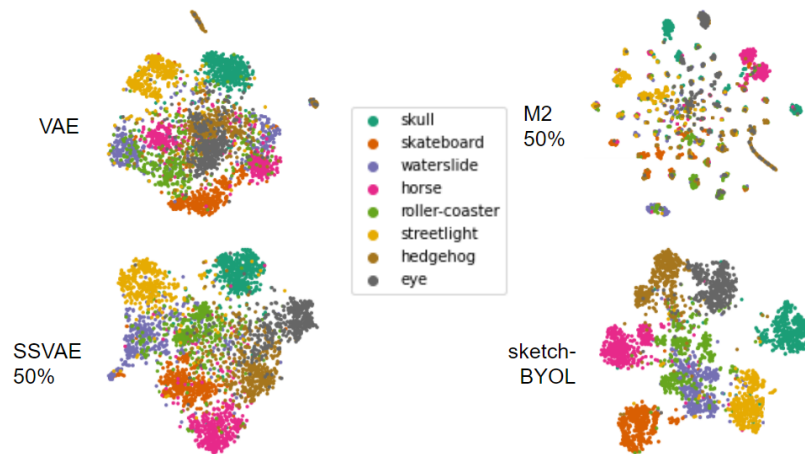 VAE
M2
50%
skull
skateboard
waterslide
horse
roller-coaster
streetlight
hedgehog
eye
SSVAE
50%
sketch-
BYOL